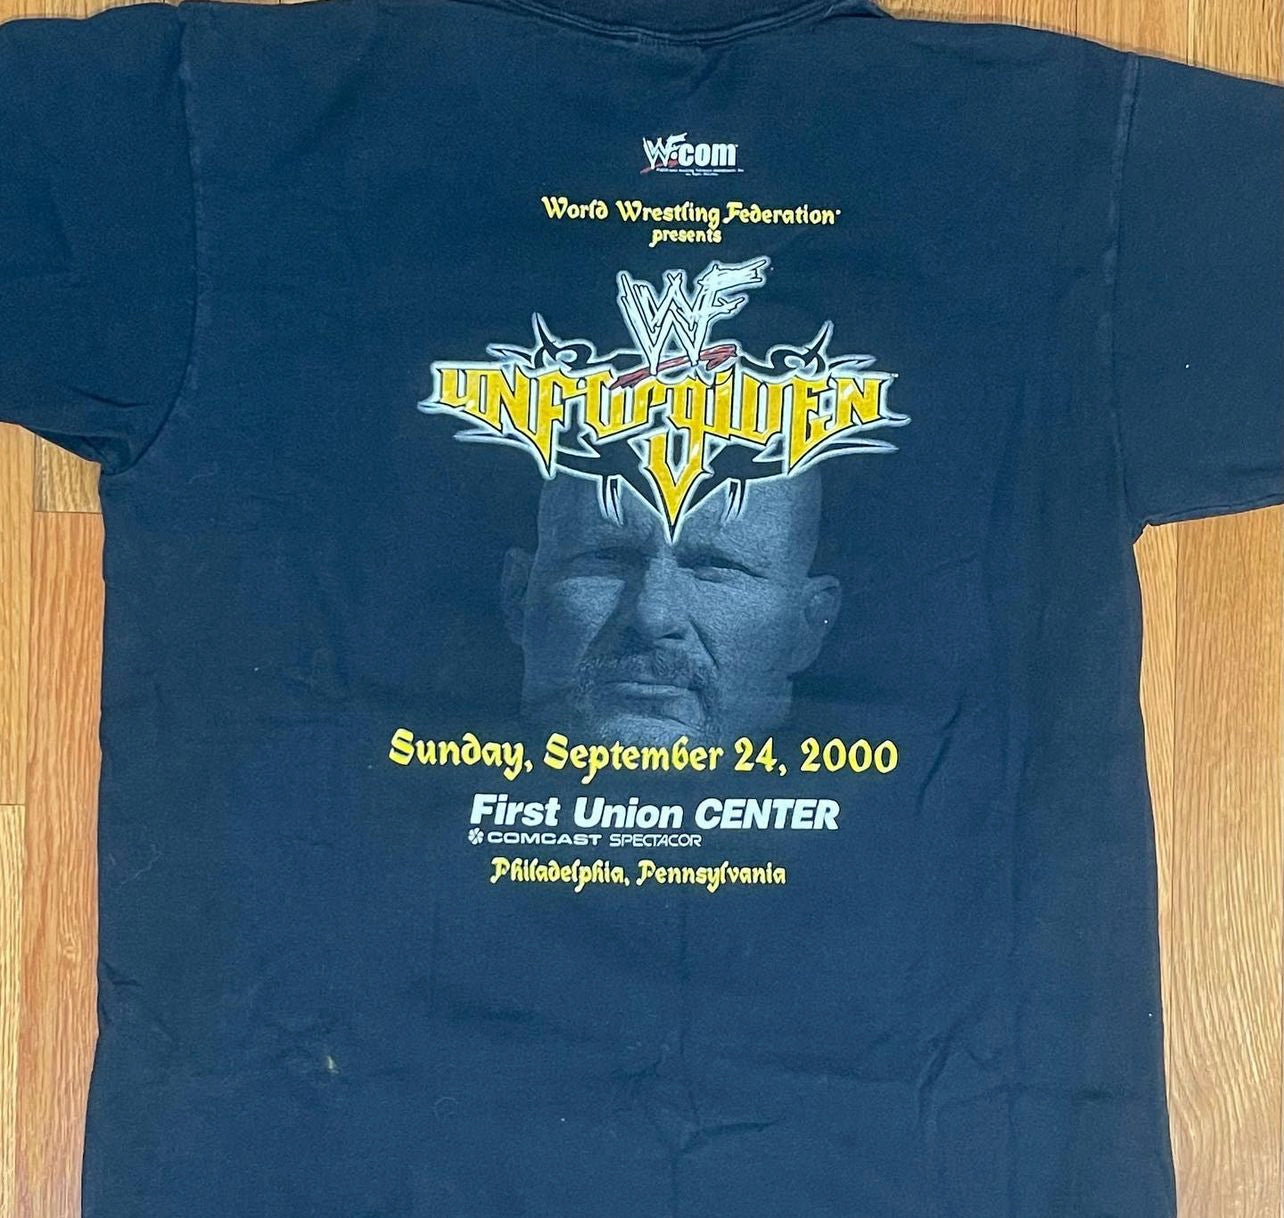 WF.com
World Wrestling Federation
presents
WF
UNFORGIVEN
Sunday, September 24, 2000
First Union CENTER
COMCAST SPECTACOR
Philadelphia, Pennsylvania